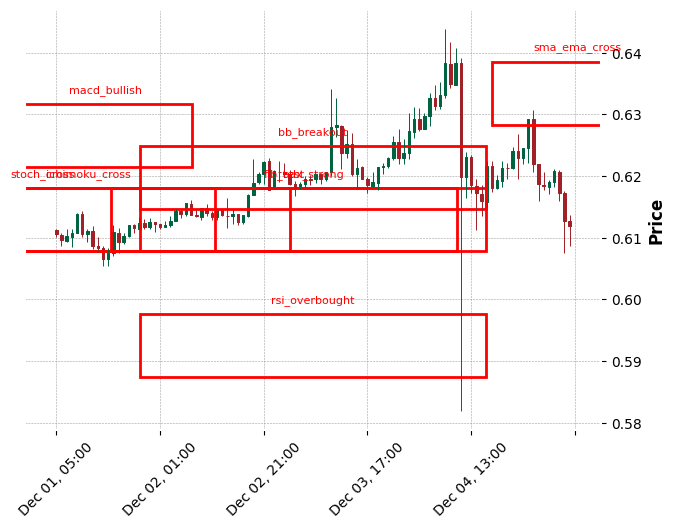 sma_ema_cross
0.64
macd_bullish
0.63
bb_breakout
stoch_cross
ichimoku_cross
0.62
0.61
Price
0.60
rsi_overbought
0.59
0.58
Dec 01, 05:00
Dec 02, 01:00
Dec 02, 21:00
Dec 03, 17:00
Dec 04, 13:00